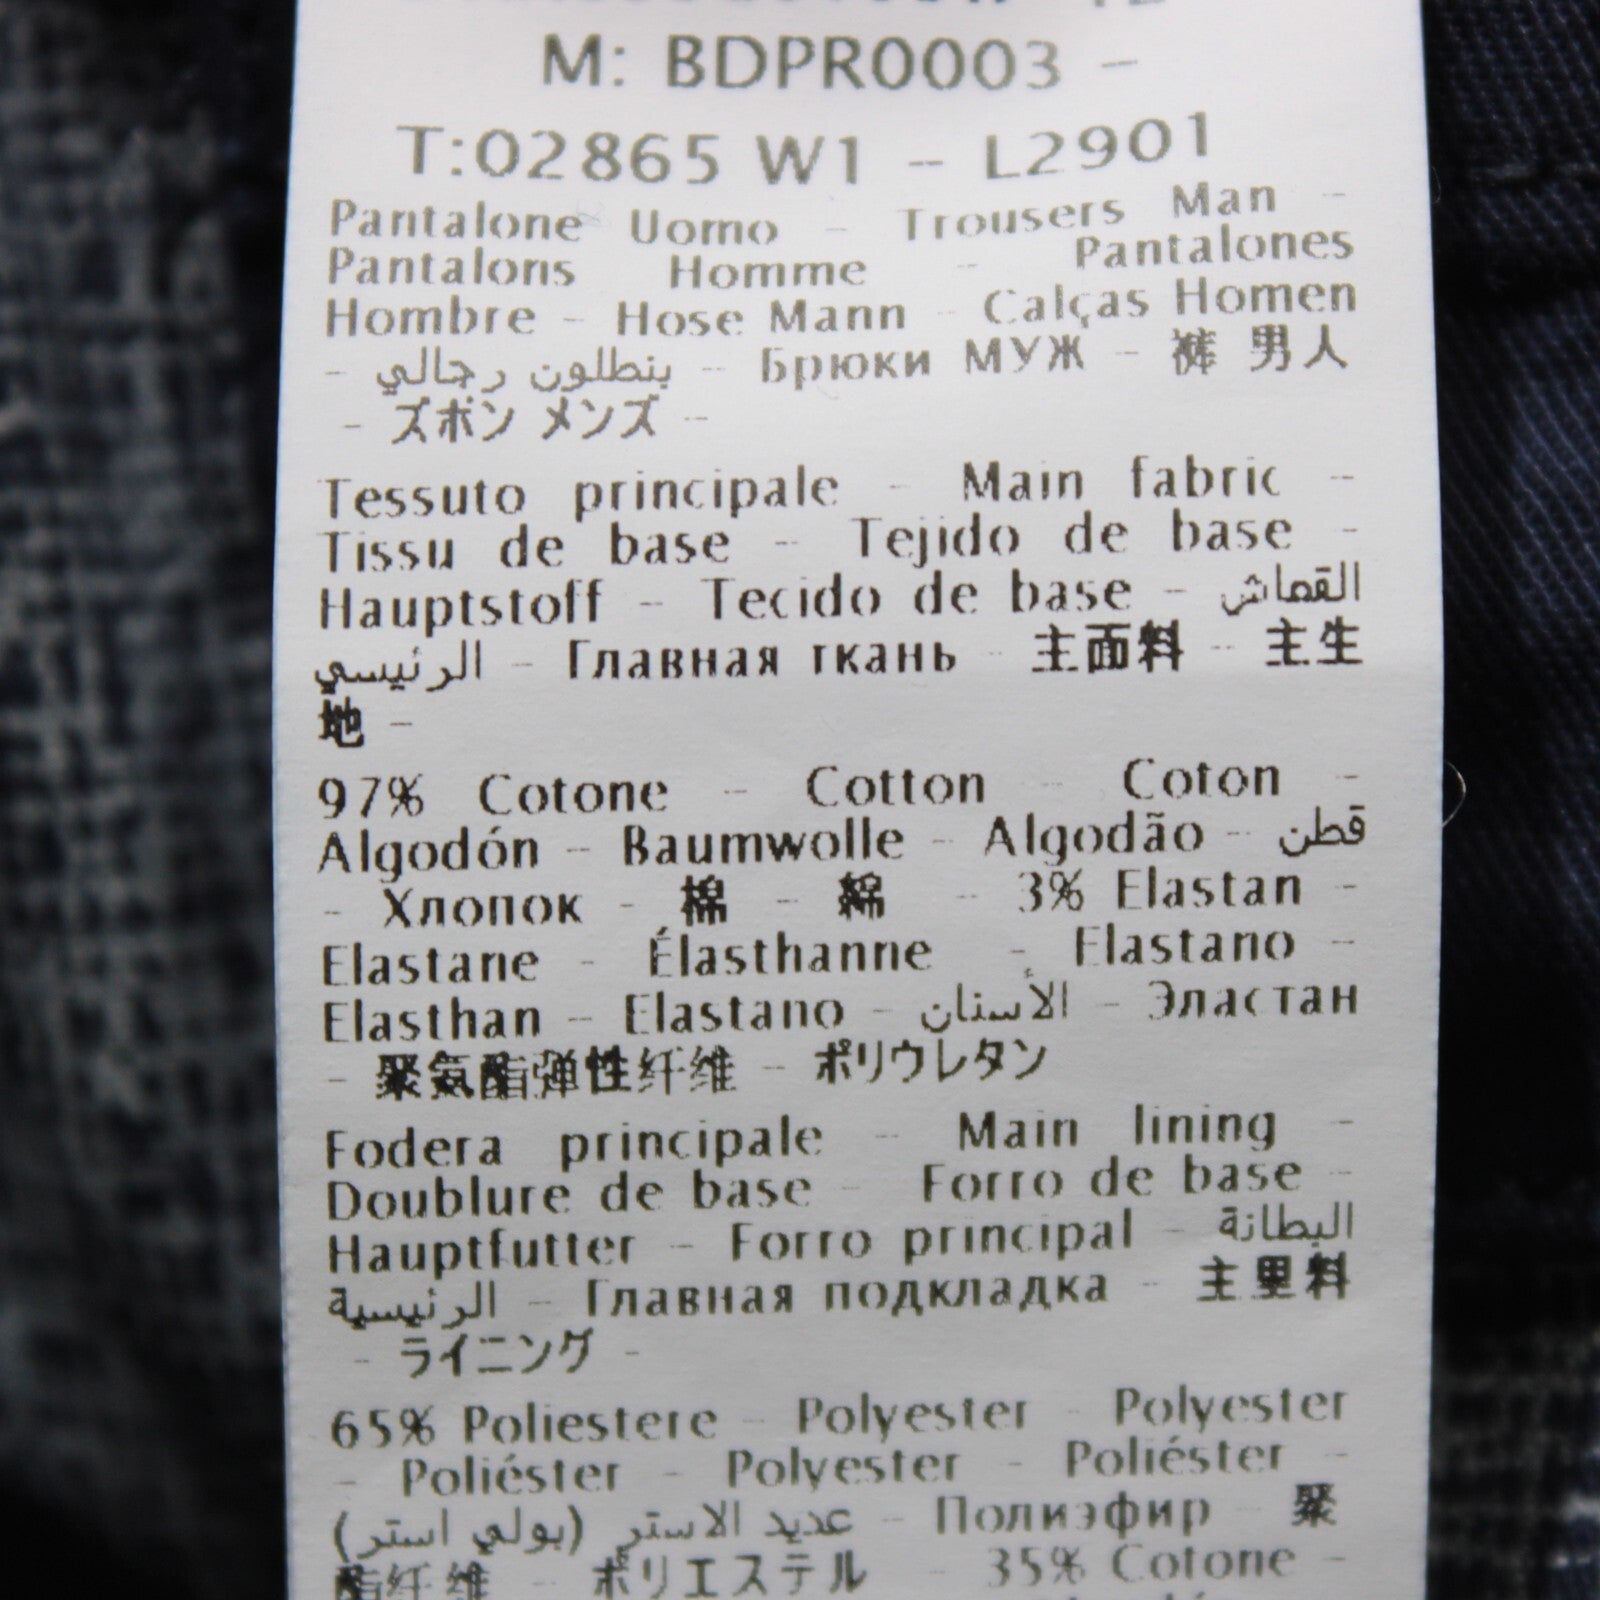 M: BDPR0003 -
T:02865 W1 - L2901
Pantalone Uomo - Trousers Man -
Pantalons Homme - Pantalones
Hombre - Hose Mann - Calças Homen
- بنطلون رجالي - Брюки МУЖ - 裤 男人
- ズボン メンズ -
Tessuto principale - Main fabric -
Tissu de base - Tejido de base -
Hauptstoff - Tecido de base - القماش
الرئيسي - Главная ткань - 主面料 - 主生
地 -
97% Cotone - Cotton - Coton -
Algodón - Baumwolle - Algodão - قطن
- Хлопок - 棉 - 綿 - 3% Elastan -
Elastane - Élasthanne - Elastano -
Elasthan - Elastano - الأسنان - Эластан
- 聚氨酯弹性纤维 - ポリウレタン
Fodera principale - Main lining -
Doublure de base - Forro de base -
Hauptfutter - Forro principal - البطانة
الرئيسية - Главная подкладка - 主里料
- ライニング -
65% Poliestere - Polyester - Polyester
- Poliéster - Polyester - Poliéster -
عديد الاستر (بولي استر) - Полиэфир - 聚
酯纤维 - ポリエステル - 35% Cotone -